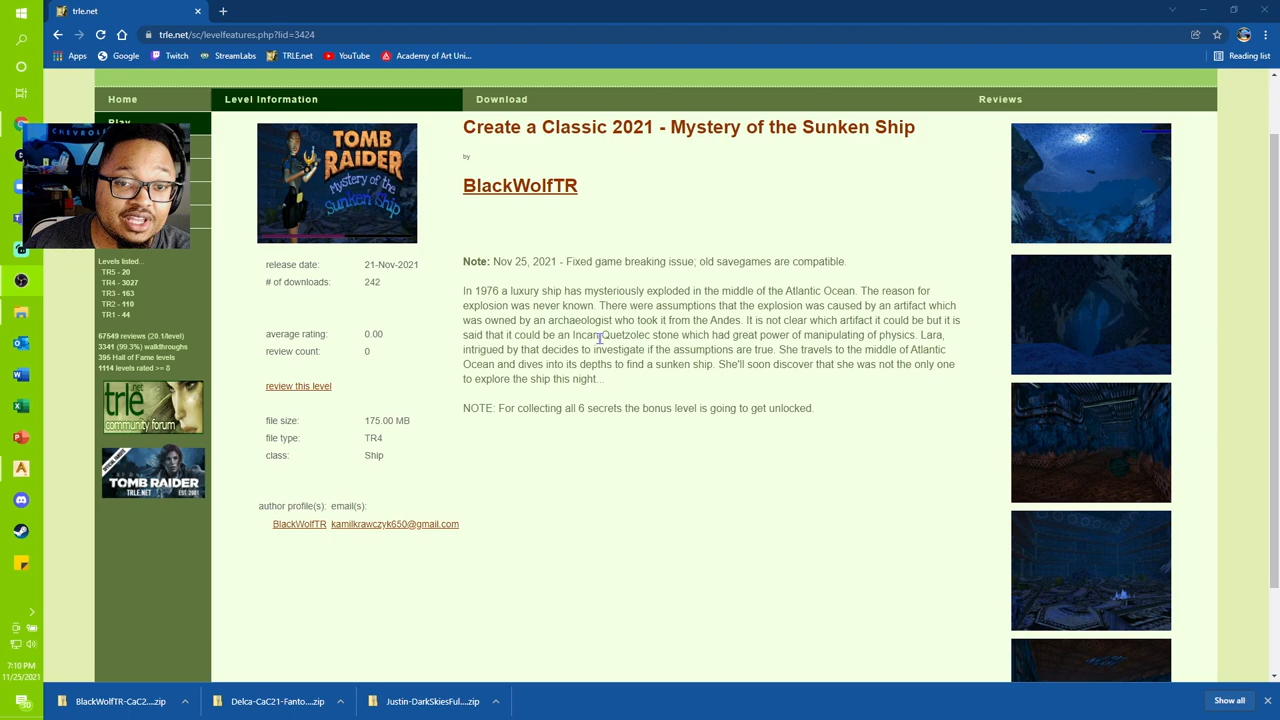 trle.net
trle.net/sc/levelfeatures.php?lid=3424
Apps
Google
Twitch
StreamLabs
TRLE.net
YouTube
Academy of Art Uni...
Reading list
Home
Level Information
Download
Reviews
Play
CHEVROL
TOMB
RAIDER
Mystery of the
Sunken Ship
Create a Classic 2021 - Mystery of the Sunken Ship
by
BlackWolfTR
release date: 21-Nov-2021
# of downloads: 242
average rating: 0.00
review count: 0
review this level
file size: 175.00 MB
file type: TR4
class: Ship
author profile(s): email(s):
BlackWolfTR kamilkrawczyk650@gmail.com
Note: Nov 25, 2021 - Fixed game breaking issue; old savegames are compatible.
In 1976 a luxury ship has mysteriously exploded in the middle of the Atlantic Ocean. The reason for
explosion was never known. There were assumptions that the explosion was caused by an artifact which
was owned by an archaeologist who took it from the Andes. It is not clear which artifact it could be but it is
said that it could be an Incan Quetzolec stone which had great power of manipulating of physics. Lara,
intrigued by that decides to investigate if the assumptions are true. She travels to the middle of Atlantic
Ocean and dives into its depths to find a sunken ship. She'll soon discover that she was not the only one
to explore the ship this night...
NOTE: For collecting all 6 secrets the bonus level is going to get unlocked.
Levels listed...
TR5 - 20
TR4 - 3027
TR3 - 163
TR2 - 110
TR1 - 44
57549 reviews (20.1/level)
3341 (99.3%) walkthroughs
395 Hall of Fame levels
1114 levels rated >= 8
trle.net
community forum
TOMB RAIDER
TRLE.NET EST. 2001
7:10 PM
11/25/2021
BlackWolfTR-CaC2....zip
Delca-CaC21-Fanto....zip
Justin-DarkSkiesFul....zip
Show all